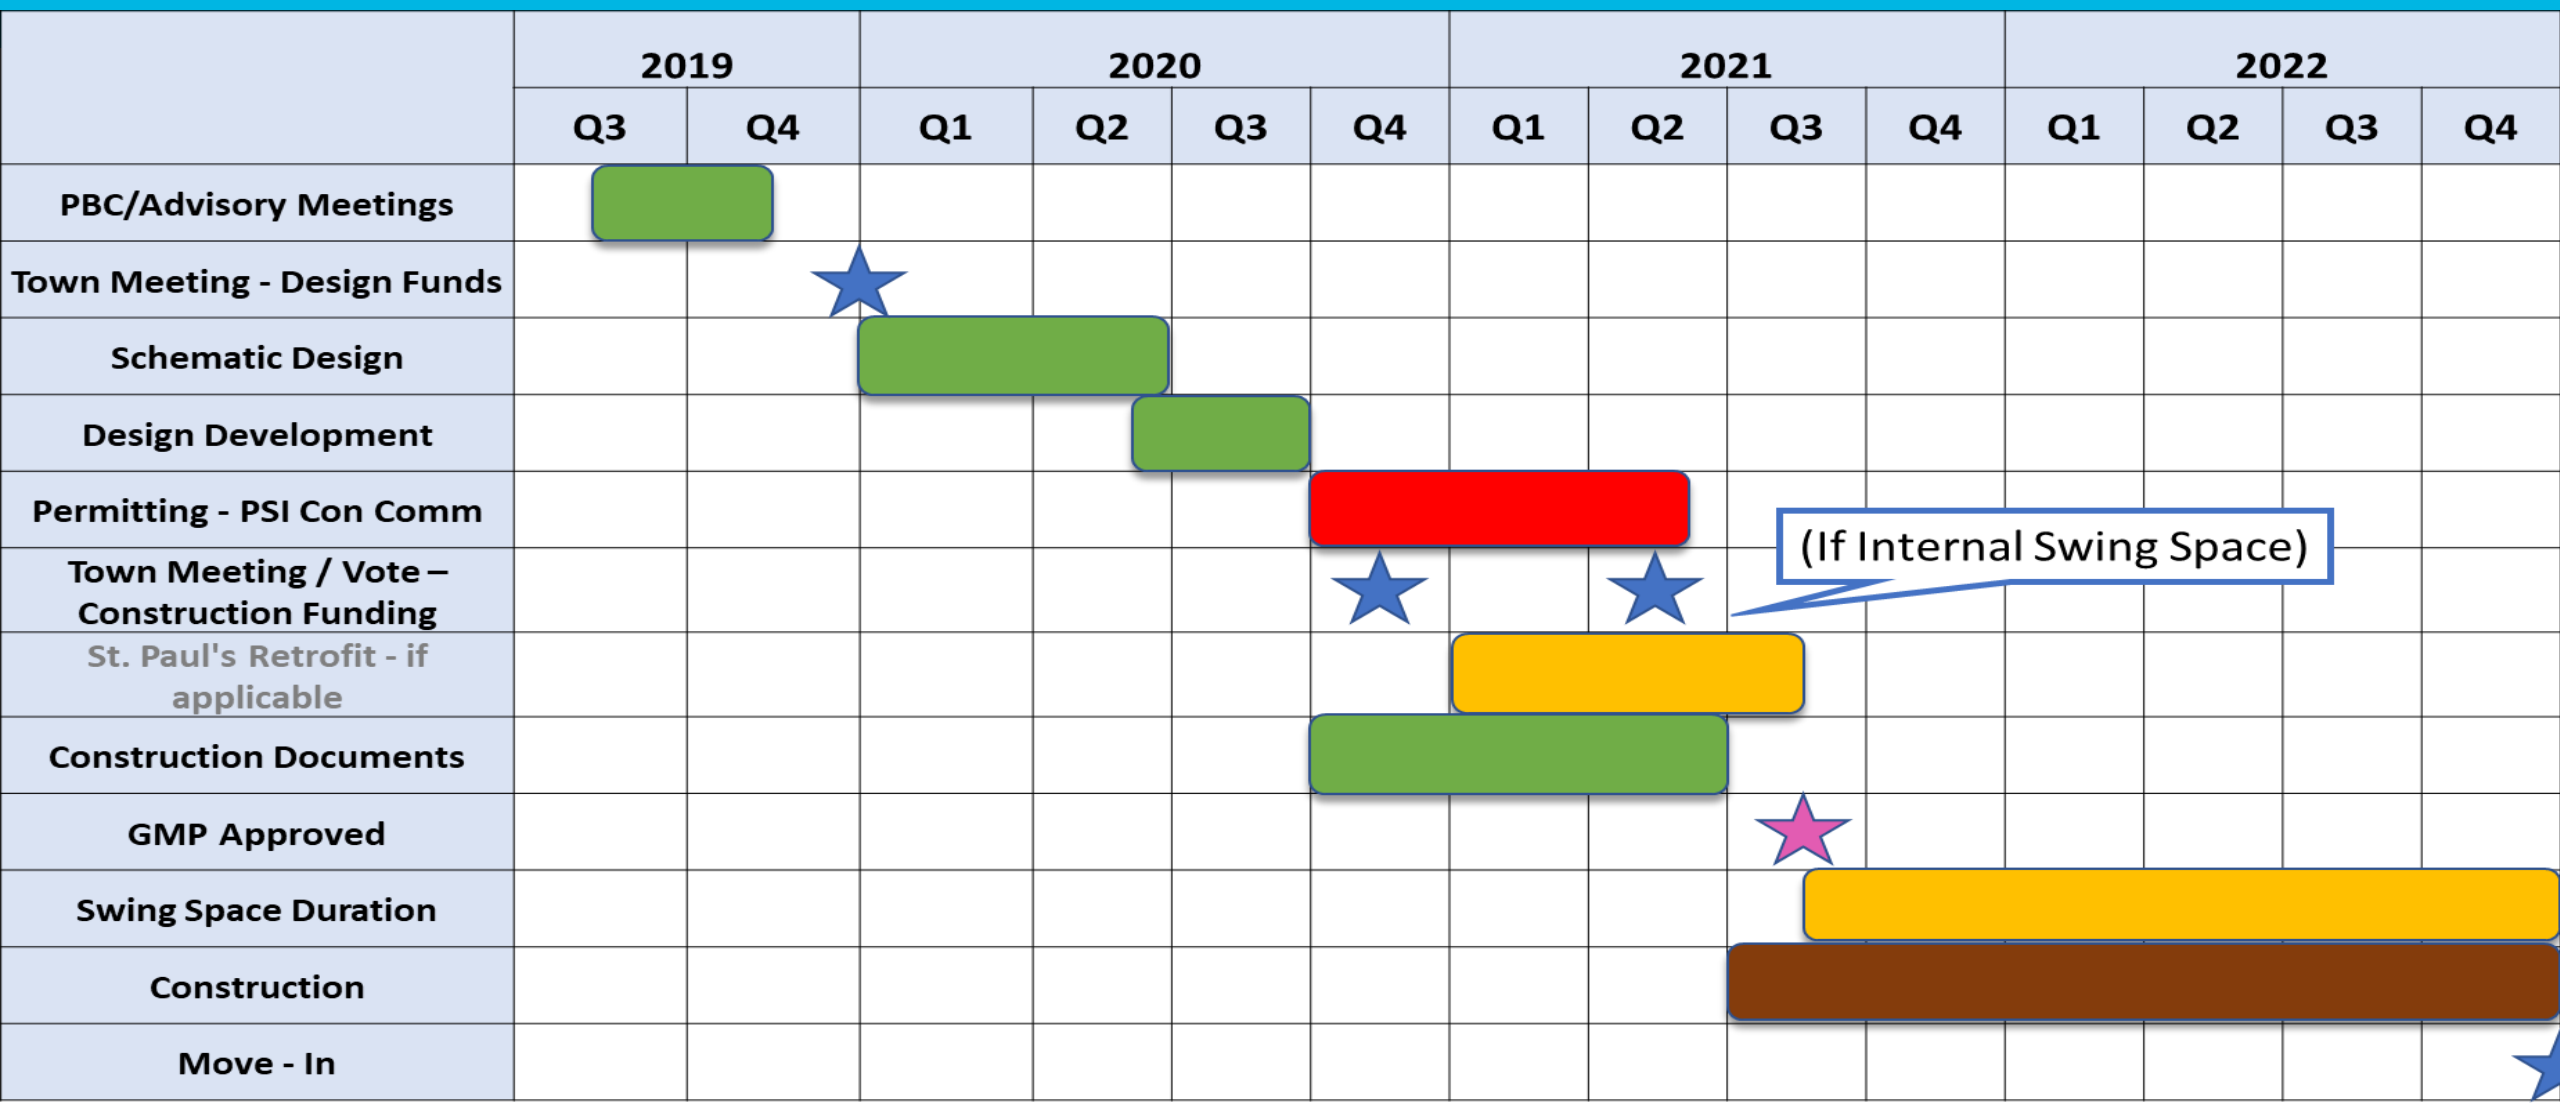 2019 2020 2021 2022
Q3 Q4 Q1 Q2 Q3 Q4 Q1 Q2 Q3 Q4 Q1 Q2 Q3 Q4
PBC/Advisory Meetings
Town Meeting - Design Funds
Schematic Design
Design Development
Permitting - PSI Con Comm
(If Internal Swing Space)
Town Meeting / Vote –
Construction Funding
St. Paul's Retrofit - if
applicable
Construction Documents
GMP Approved
Swing Space Duration
Construction
Move - In